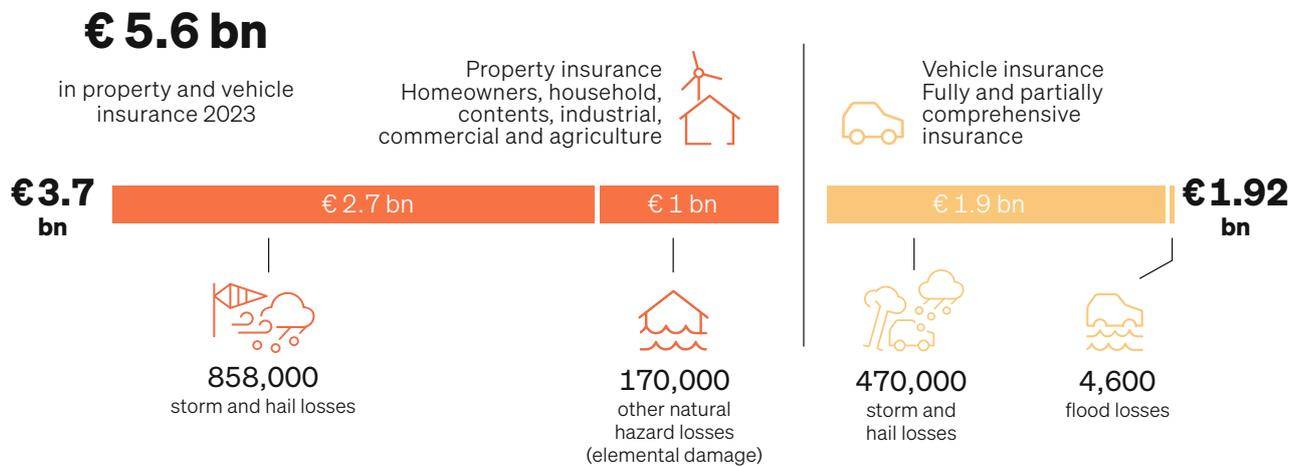 € 5.6 bn
in property and vehicle
insurance 2023
Property insurance
Homeowners, household,
contents, industrial,
commercial and agriculture
Vehicle insurance
Fully and partially
comprehensive
insurance
€ 3.7
bn
€ 2.7 bn
€ 1 bn
€ 1.9 bn
€ 1.92
bn
858,000
storm and hail losses
170,000
other natural
hazard losses
(elemental damage)
470,000
storm and
hail losses
4,600
flood losses